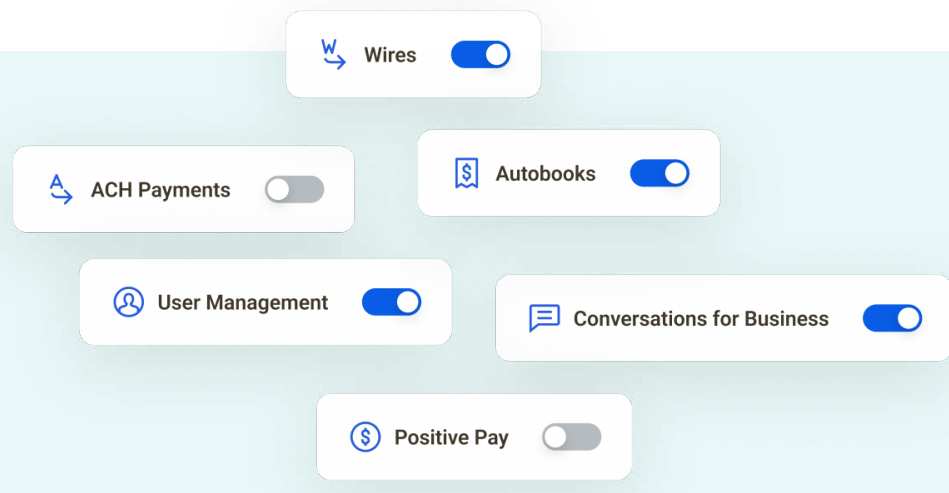 Wires
Autobooks
ACH Payments
User Management
Conversations for Business
Positive Pay